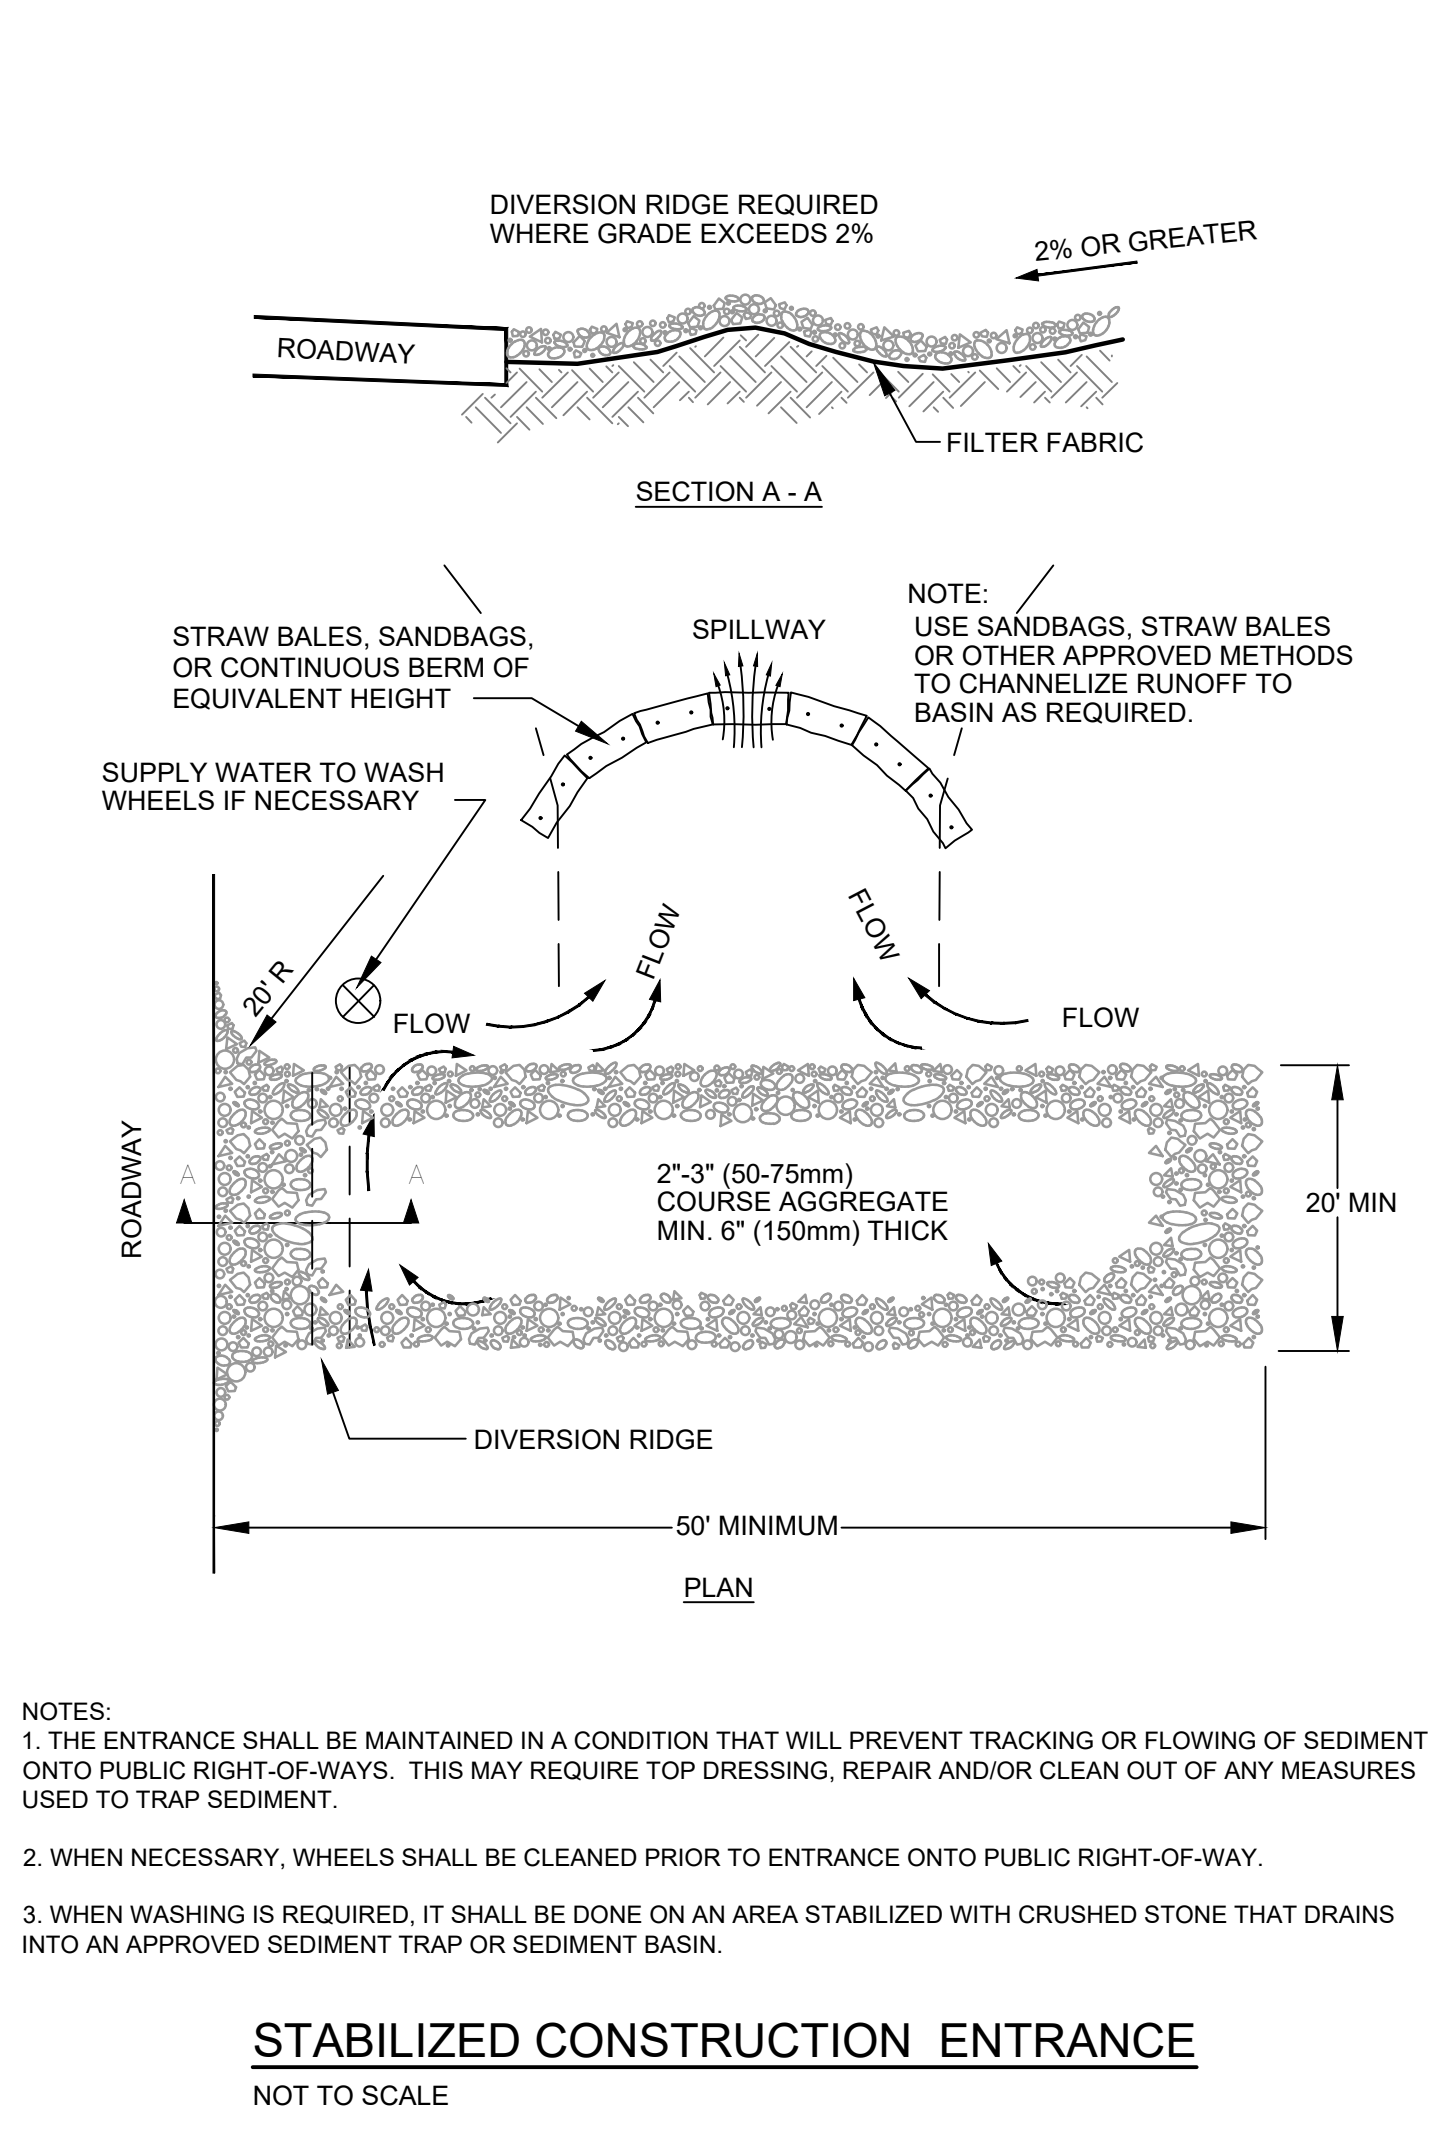 DIVERSION RIDGE REQUIRED
WHERE GRADE EXCEEDS 2%
2% OR GREATER
ROADWAY
FILTER FABRIC
SECTION A - A
STRAW BALES, SANDBAGS,
OR CONTINUOUS BERM OF
EQUIVALENT HEIGHT
SPILLWAY
NOTE:
USE SANDBAGS, STRAW BALES
OR OTHER APPROVED METHODS
TO CHANNELIZE RUNOFF TO
BASIN AS REQUIRED.
SUPPLY WATER TO WASH
WHEELS IF NECESSARY
20' R
FLOW
FLOW
FLOW
FLOW
ROADWAY
A
A
2"-3" (50-75mm)
COURSE AGGREGATE
MIN. 6" (150mm) THICK
20' MIN
DIVERSION RIDGE
50' MINIMUM
PLAN
NOTES:
1. THE ENTRANCE SHALL BE MAINTAINED IN A CONDITION THAT WILL PREVENT TRACKING OR FLOWING OF SEDIMENT
ONTO PUBLIC RIGHT-OF-WAYS.  THIS MAY REQUIRE TOP DRESSING, REPAIR AND/OR CLEAN OUT OF ANY MEASURES
USED TO TRAP SEDIMENT.
2. WHEN NECESSARY, WHEELS SHALL BE CLEANED PRIOR TO ENTRANCE ONTO PUBLIC RIGHT-OF-WAY.
3. WHEN WASHING IS REQUIRED, IT SHALL BE DONE ON AN AREA STABILIZED WITH CRUSHED STONE THAT DRAINS
INTO AN APPROVED SEDIMENT TRAP OR SEDIMENT BASIN.
STABILIZED CONSTRUCTION  ENTRANCE
NOT TO SCALE